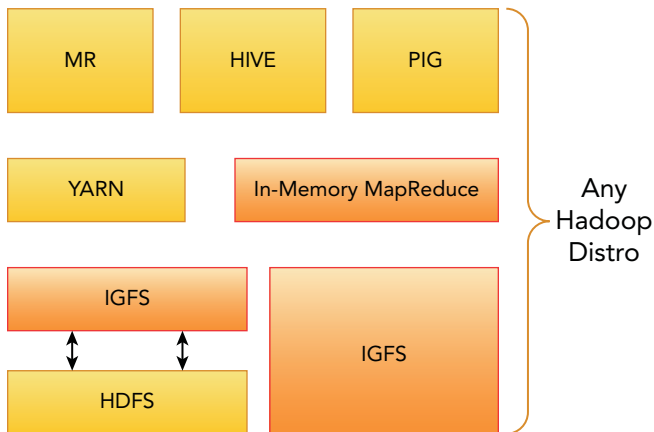 MR
HIVE
PIG
YARN
In-Memory MapReduce
Any
Hadoop
Distro
IGFS
IGFS
HDFS